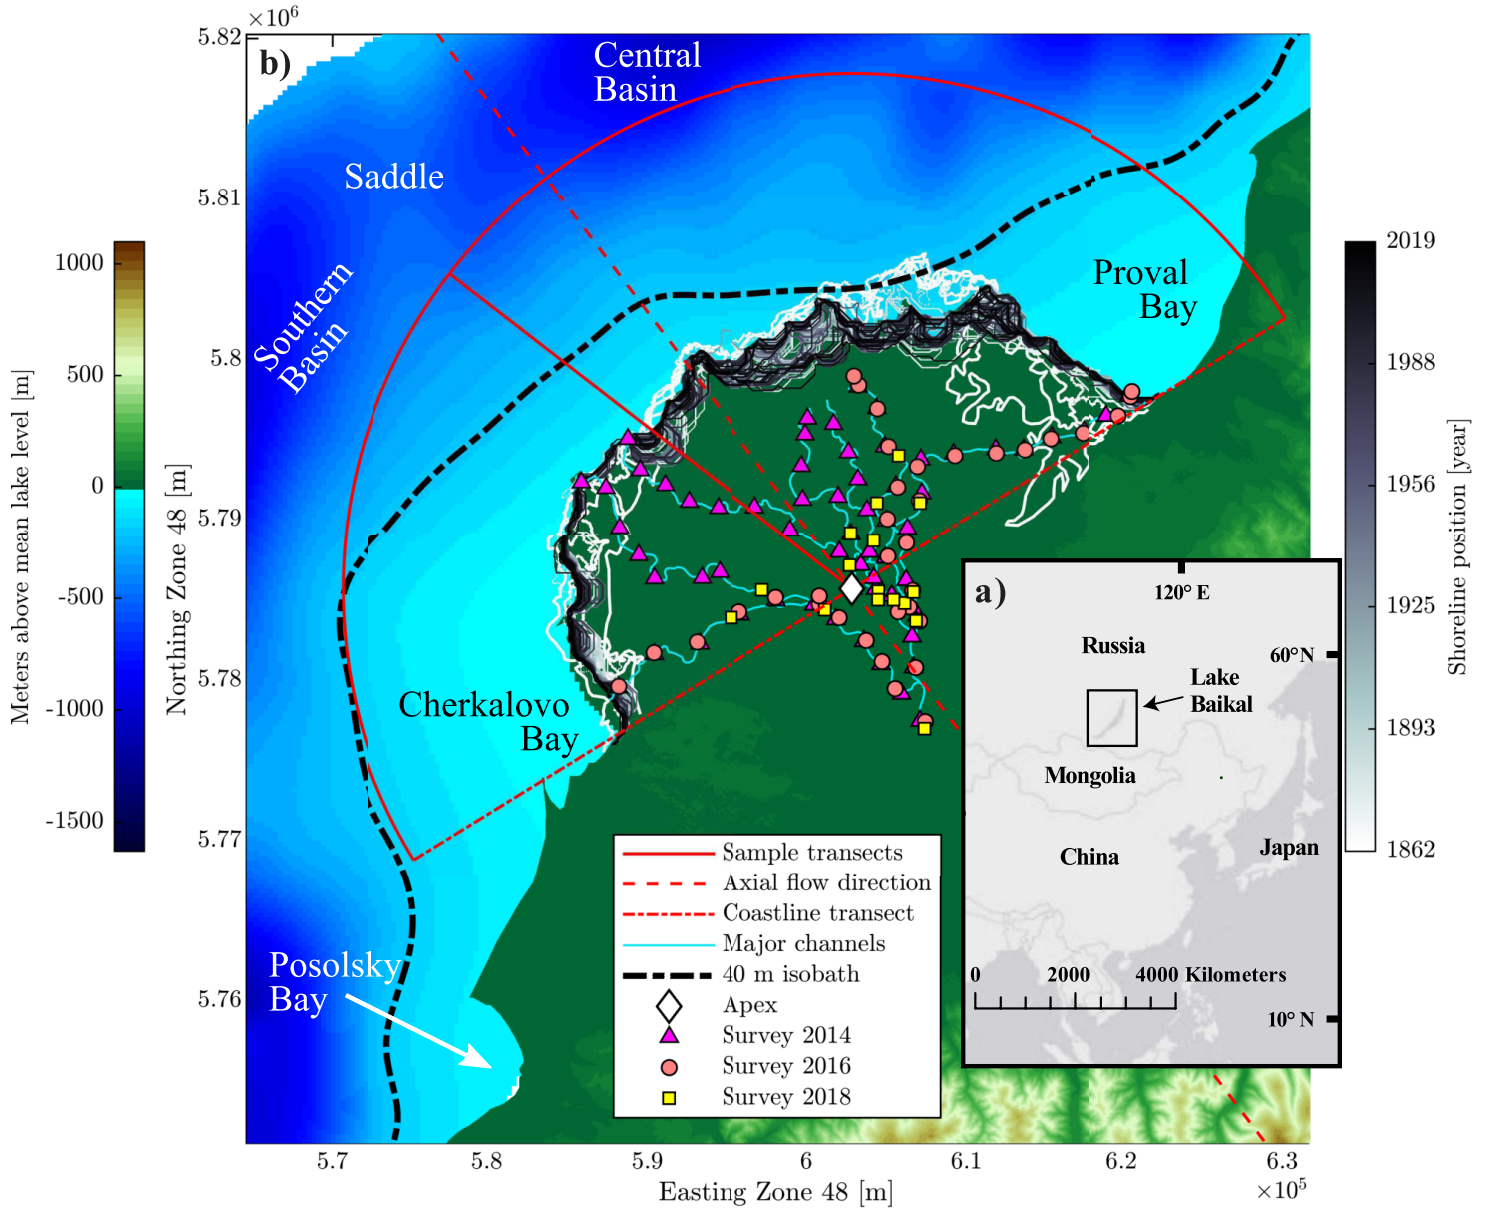 ×10⁶
b)
5.82
5.81
5.8
5.79
5.78
5.77
5.76
Northing Zone 48 [m]
Meters above mean lake level [m]
1000
500
0
-500
-1000
-1500
Central
Basin
Saddle
Southern
Basin
Proval
Bay
Cherkalovo
Bay
Posolsky
Bay
Sample transects
Axial flow direction
Coastline transect
Major channels
40 m isobath
Apex
Survey 2014
Survey 2016
Survey 2018
5.7
5.8
5.9
6
6.1
6.2
6.3
×10⁵
Easting Zone 48 [m]
2019
1988
1956
1925
1893
1862
Shoreline position [year]
a)
120° E
Russia
60°N
Lake
Baikal
Mongolia
China
Japan
0 2000 4000 Kilometers
10° N